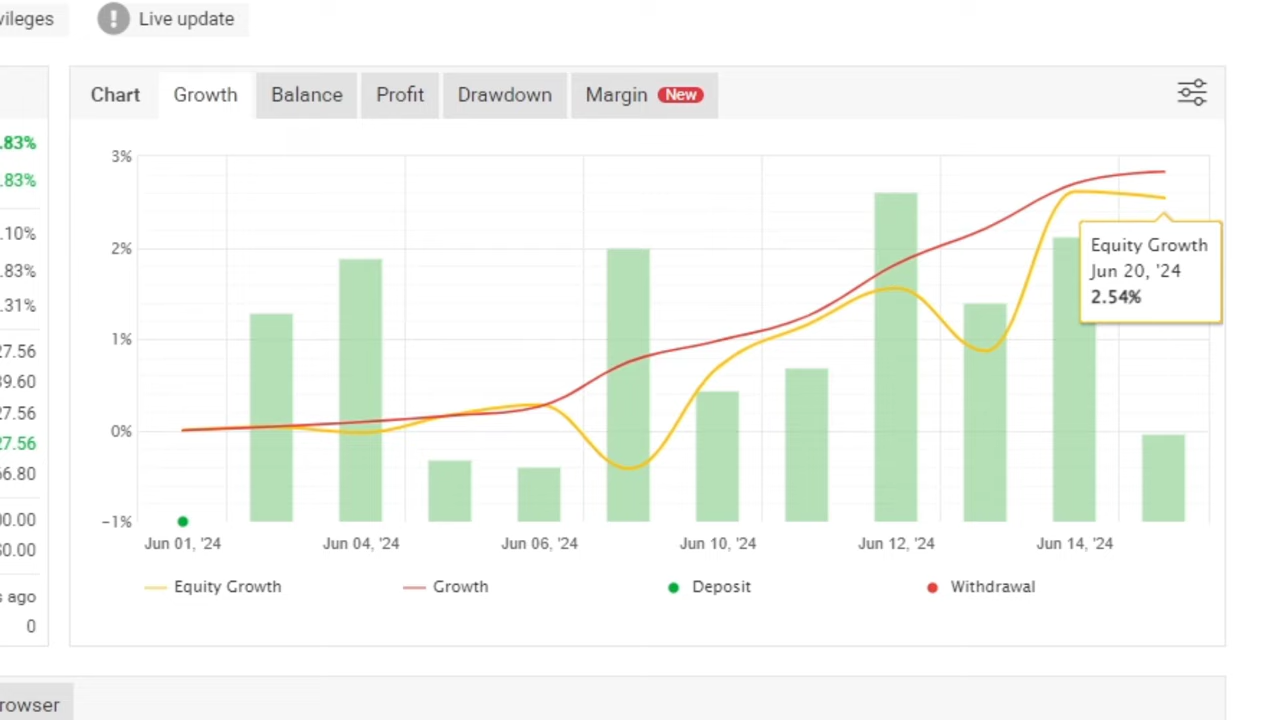 Live update
Chart Growth Balance Profit Drawdown Margin New
.83%
.83%
.10%
.83%
.31%
27.56
39.60
27.56
27.56
66.80
00.00
60.00
ago
0
3%
2%
1%
0%
-1%
Equity Growth
Jun 20, '24
2.54%
Jun 01, '24 Jun 04, '24 Jun 06, '24 Jun 10, '24 Jun 12, '24 Jun 14, '24
Equity Growth Growth Deposit Withdrawal